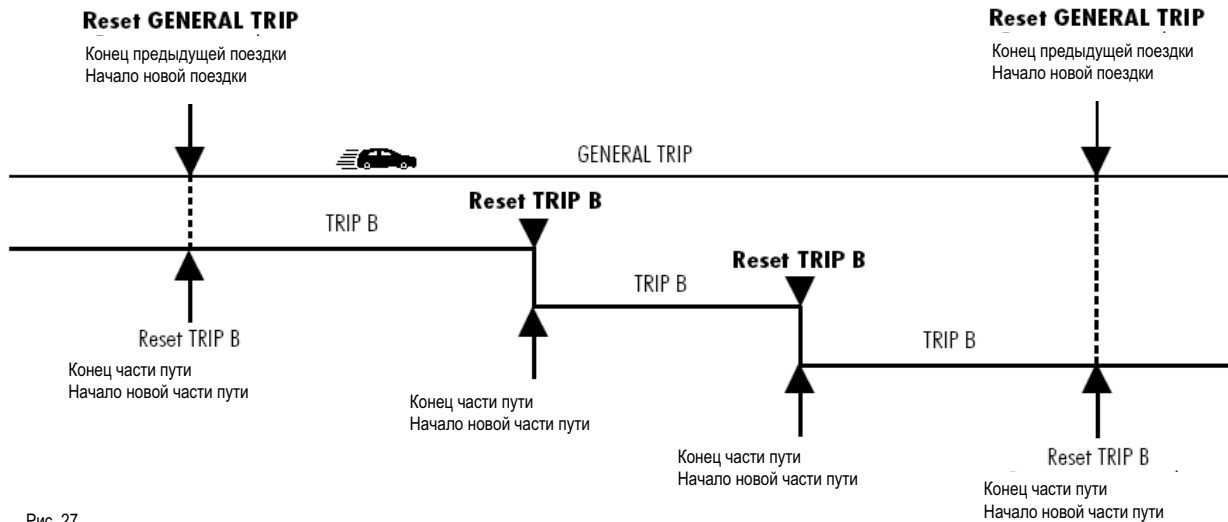 Reset GENERAL TRIP
Конец предыдущей поездки
Начало новой поездки
Reset GENERAL TRIP
Конец предыдущей поездки
Начало новой поездки
GENERAL TRIP
TRIP B
Reset TRIP B
TRIP B
Reset TRIP B
TRIP B
Reset TRIP B
Конец части пути
Начало новой части пути
Конец части пути
Начало новой части пути
Конец части пути
Начало новой части пути
Reset TRIP B
Конец части пути
Начало новой части пути
Рис. 27